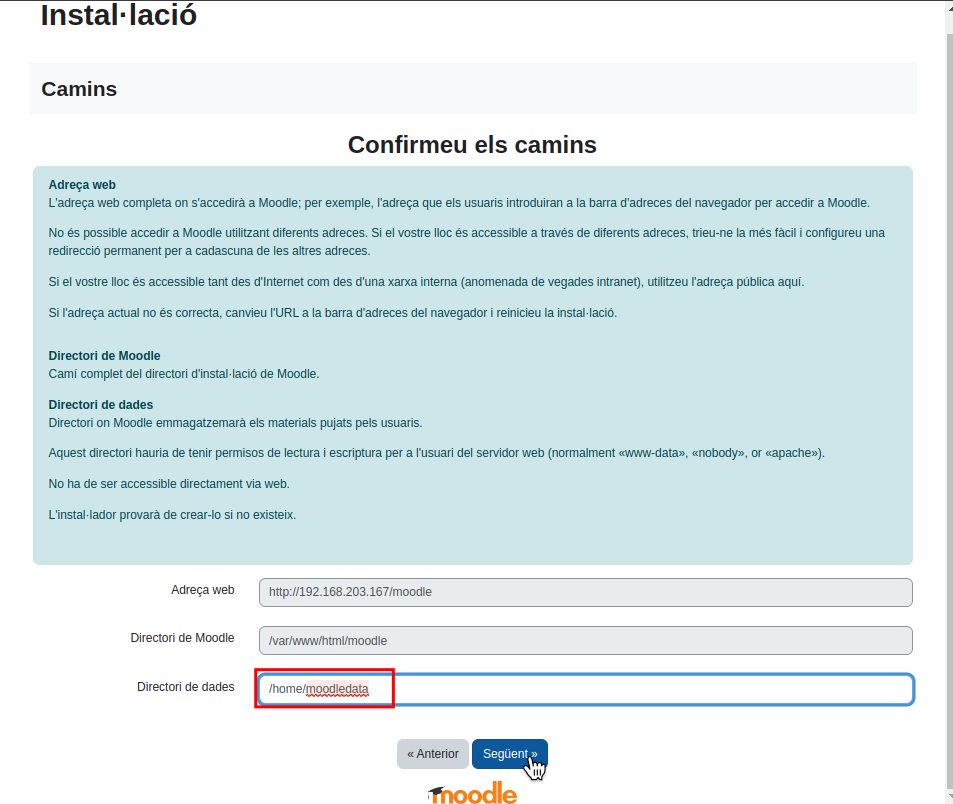 Instal·lació
Camins
Confirmeu els camins
Adreça web
L'adreça web completa on s'accedirà a Moodle; per exemple, l'adreça que els usuaris introduiran a la barra d'adreces del navegador per accedir a Moodle.
No és possible accedir a Moodle utilitzant diferents adreces. Si el vostre lloc és accessible a través de diferents adreces, trieu-ne la més fàcil i configureu una
redirecció permanent per a cadascuna de les altres adreces.
Si el vostre lloc és accessible tant des d'Internet com des d'una xarxa interna (anomenada de vegades intranet), utilitzeu l'adreça pública aquí.
Si l'adreça actual no és correcta, canvieu l'URL a la barra d'adreces del navegador i reinicieu la instal·lació.
Directori de Moodle
Camí complet del directori d'instal·lació de Moodle.
Directori de dades
Directori on Moodle emmagatzemarà els materials pujats pels usuaris.
Aquest directori hauria de tenir permisos de lectura i escriptura per a l'usuari del servidor web (normalment «www-data», «nobody», or «apache»).
No ha de ser accessible directament via web.
L'instal·lador provarà de crear-lo si no existeix.
Adreça web
http://192.168.203.167/moodle
Directori de Moodle
/var/www/html/moodle
Directori de dades
/home/moodledata
« Anterior
Següent »
moodle